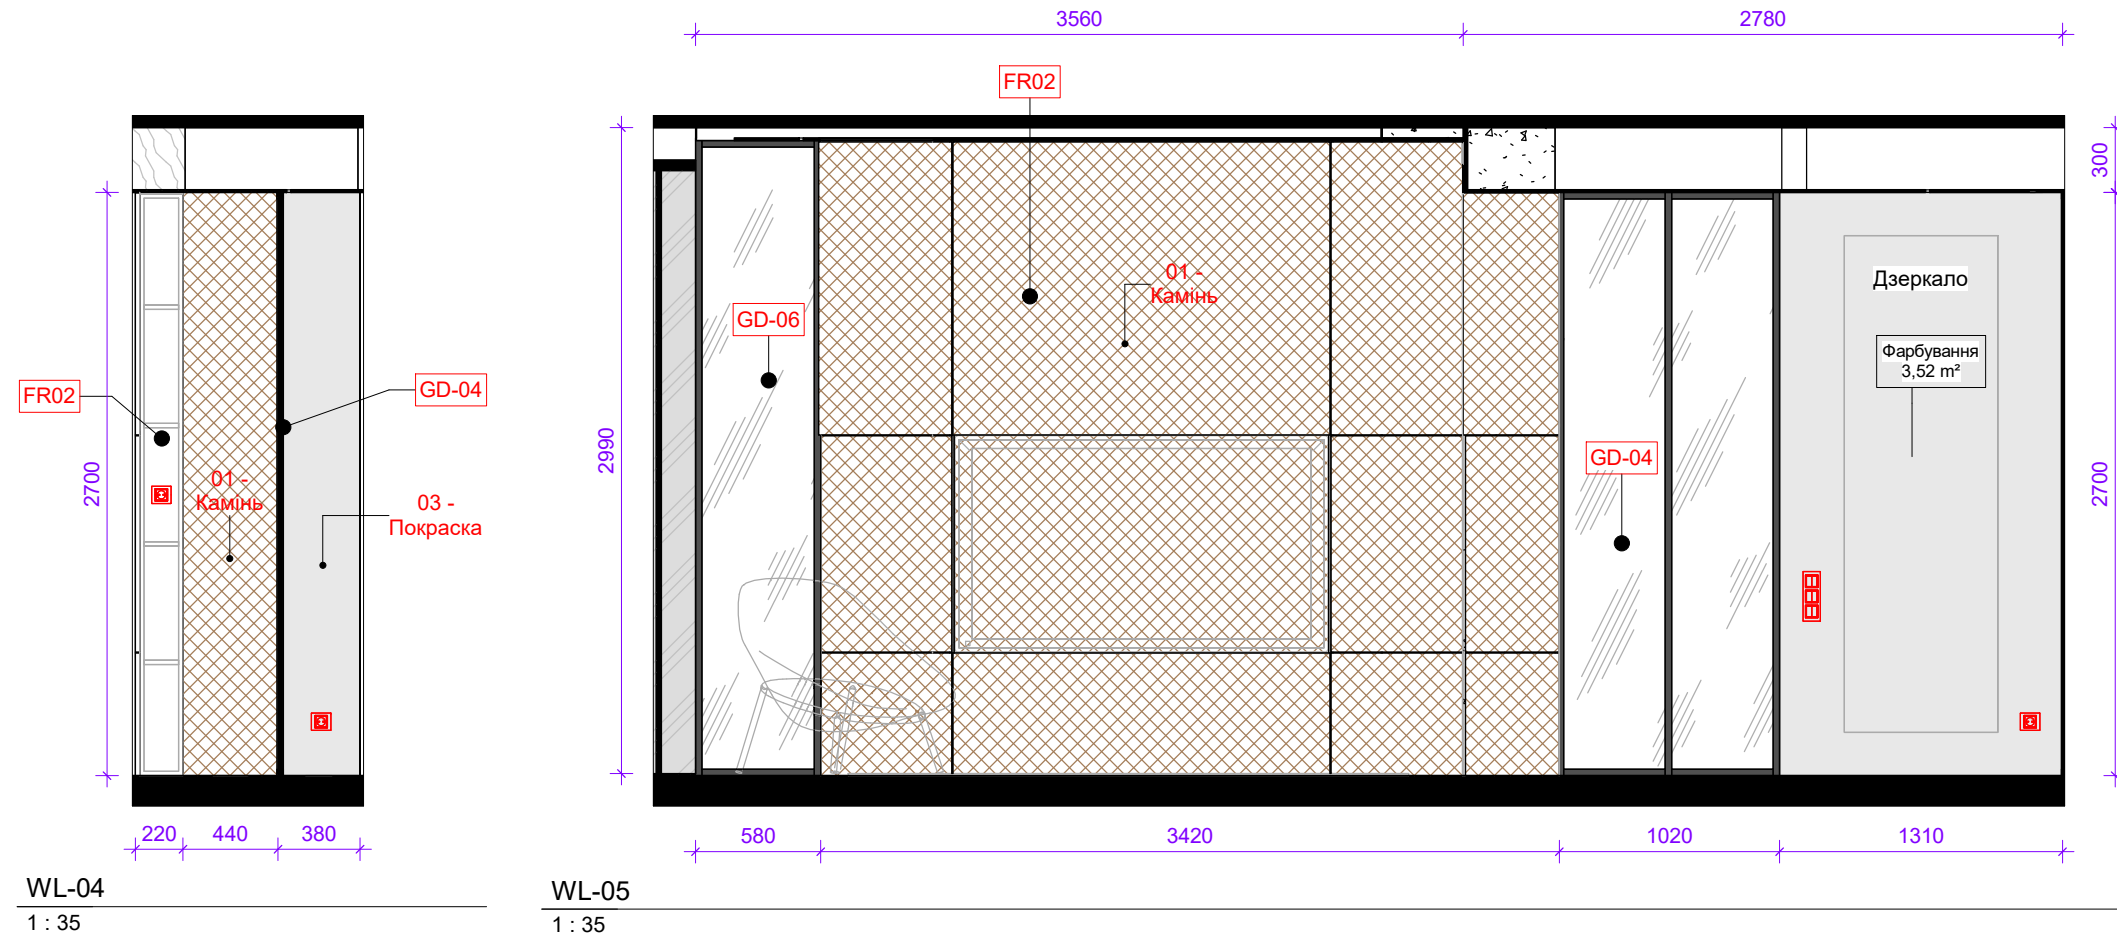 3560
2780
FR02
300
2990
01 -
Камінь
Дзеркало
GD-06
Фарбування
3,52 m²
FR02
GD-04
GD-04
2700
01 -
Камінь
03 -
Покраска
2700
220
440
380
580
3420
1020
1310
WL-04
1 : 35
WL-05
1 : 35